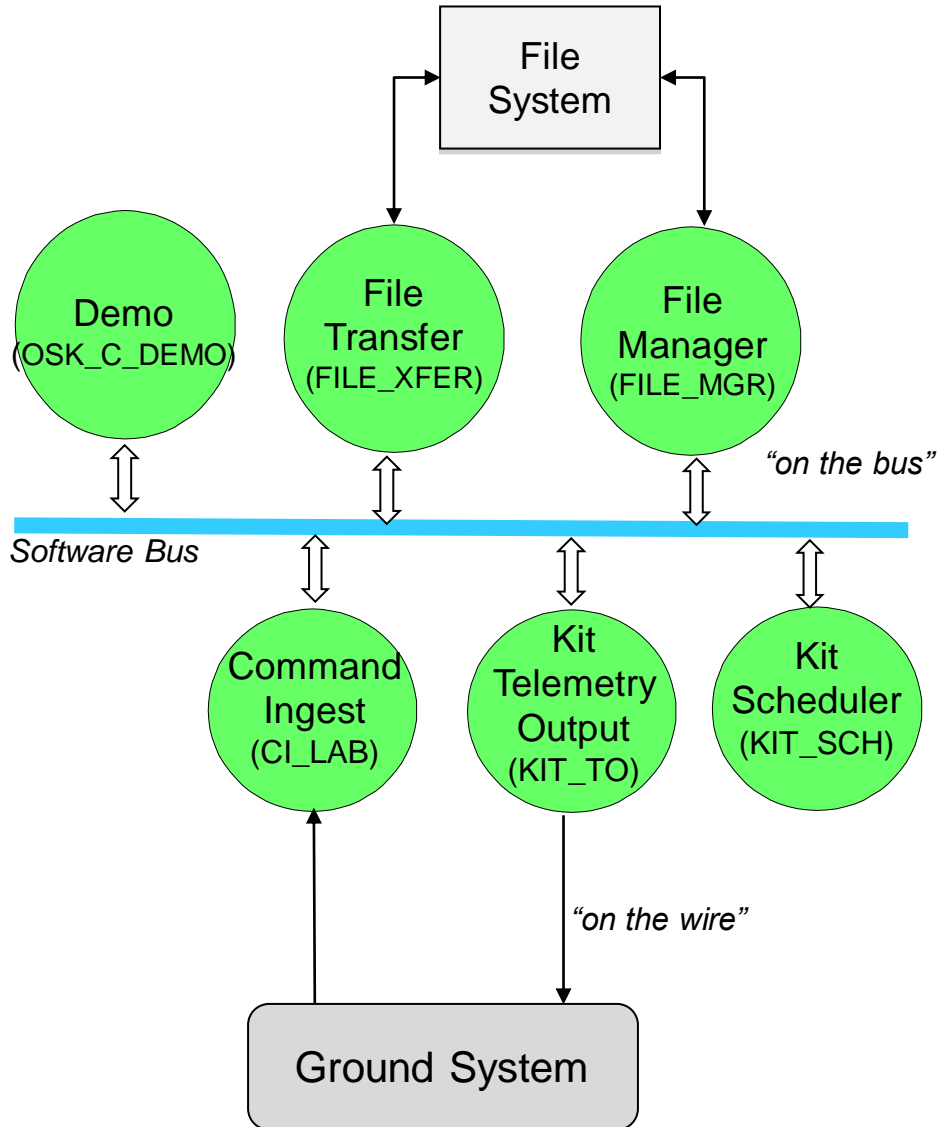 File
System
Demo
(OSK_C_DEMO)
File
Transfer
(FILE_XFER)
File
Manager
(FILE_MGR)
“on the bus”
Software Bus
Command
Ingest
(CI_LAB)
Kit
Telemetry
Output
(KIT_TO)
Kit
Scheduler
(KIT_SCH)
“on the wire”
Ground System